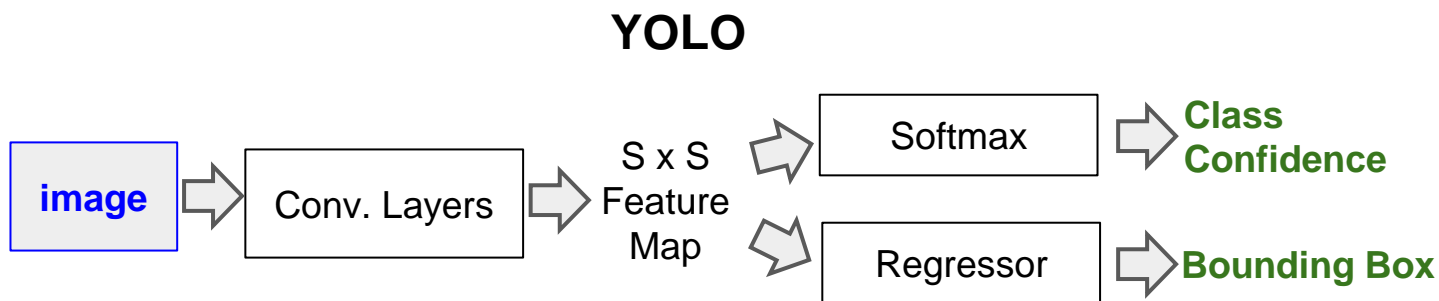 YOLO
image
Conv. Layers
S x S
Feature
Map
Softmax
Class
Confidence
Regressor
Bounding Box